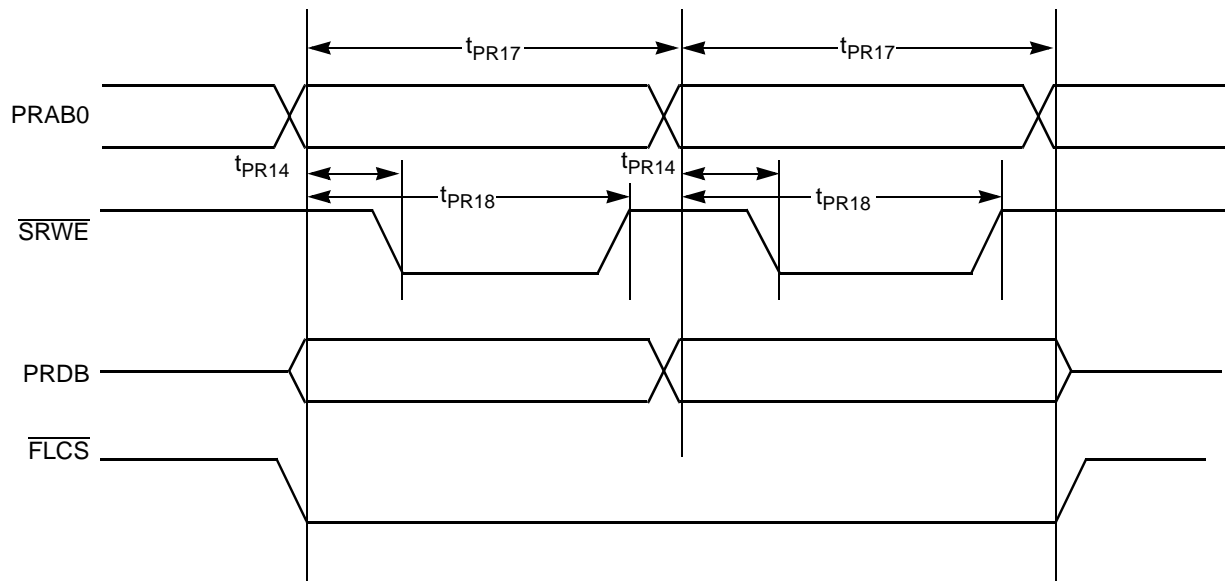 tPR17 tPR17
PRAB0
tPR14 tPR14
tPR18 tPR18
SRWE
PRDB
FLCS